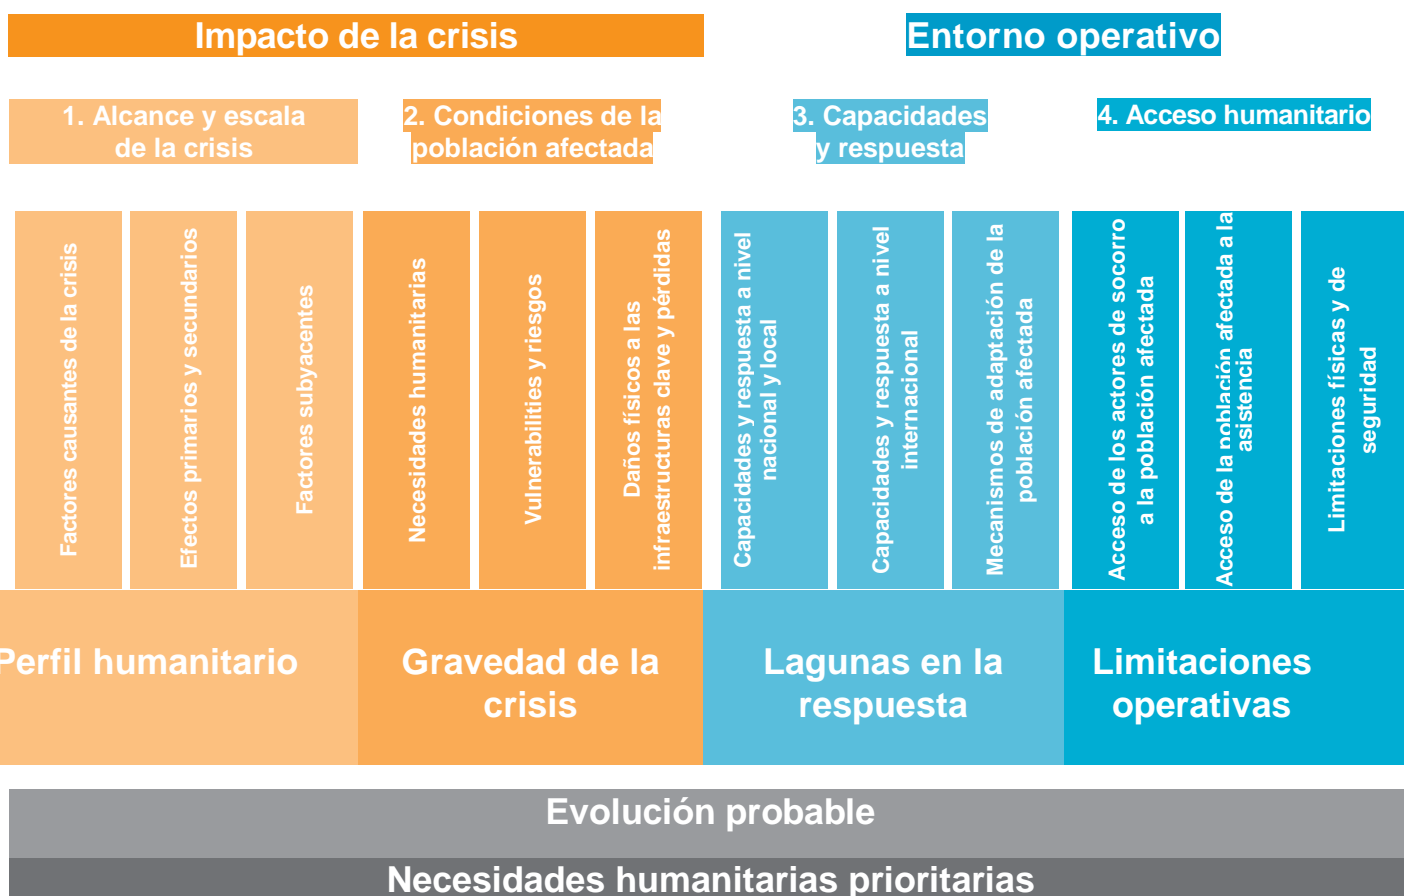 Impacto de la crisis
Entorno operativo
1. Alcance y escala
de la crisis
2. Condiciones de la
población afectada
3. Capacidades
y respuesta
4. Acceso humanitario
Factores causantes de la crisis
Efectos primarios y secundarios
Factores subyacentes
Necesidades humanitarias
Vulnerabilities y riesgos
Daños físicos a las
infraestructuras clave y pérdidas
Capacidades y respuesta a nivel
nacional y local
Capacidades y respuesta a nivel
internacional
Mecanismos de adaptación de la
población afectada
Acceso de los actores de socorro
a la población afectada
Acceso de la población afectada a la
asistencia
Limitaciones físicas y de
seguridad
Perfil humanitario
Gravedad de la
crisis
Lagunas en la
respuesta
Limitaciones
operativas
Evolución probable
Necesidades humanitarias prioritarias